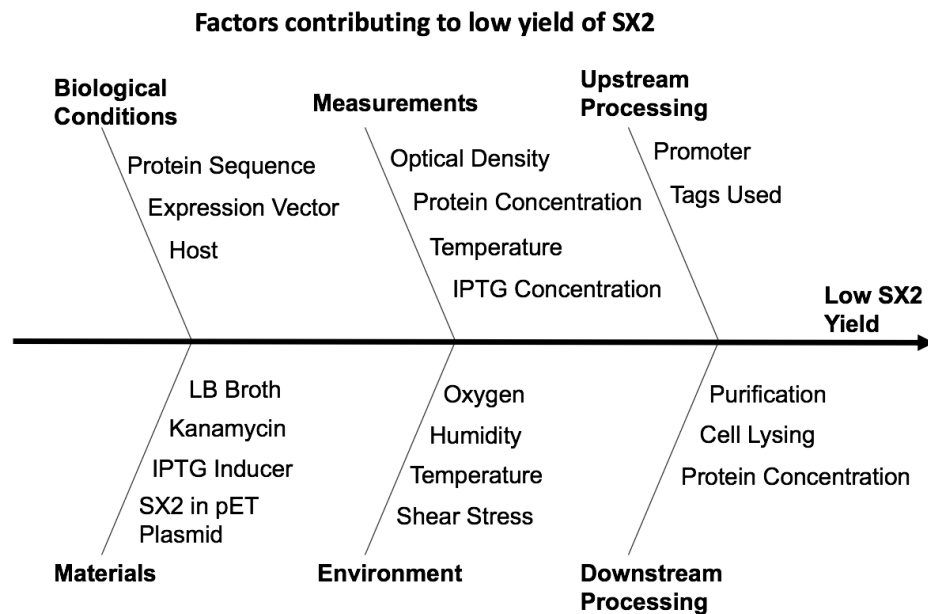 Factors contributing to low yield of SX2
Biological
Conditions
Protein Sequence
Expression Vector
Host
Measurements
Optical Density
Protein Concentration
Temperature
IPTG Concentration
Upstream
Processing
Promoter
Tags Used
Low SX2
Yield
LB Broth
Kanamycin
IPTG Inducer
SX2 in pET
Plasmid
Materials
Oxygen
Humidity
Temperature
Shear Stress
Environment
Purification
Cell Lysing
Protein Concentration
Downstream
Processing